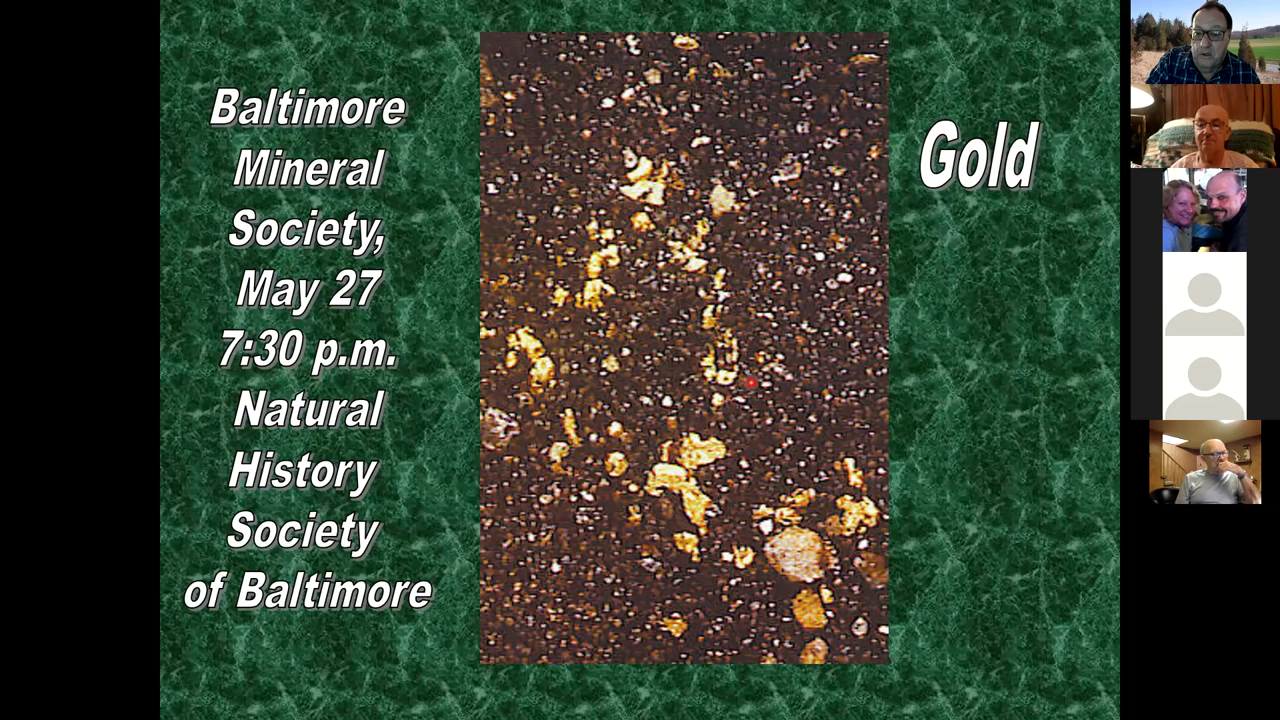 Baltimore
Mineral
Society,
May 27
7:30 p.m.
Natural
History
Society
of Baltimore
Gold